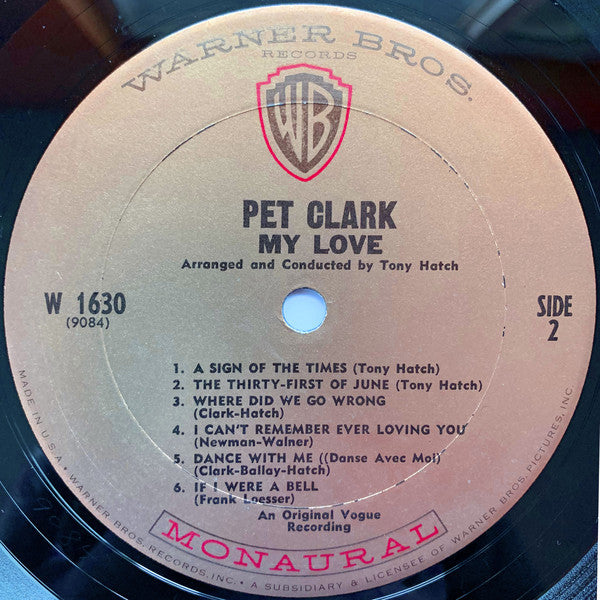 WARNER BROS.
RECORDS
WB
PET CLARK
MY LOVE
Arranged and Conducted by Tony Hatch
W 1630
(9084)
SIDE
2
1. A SIGN OF THE TIMES (Tony Hatch)
2. THE THIRTY-FIRST OF JUNE (Tony Hatch)
3. WHERE DID WE GO WRONG
(Clark-Hatch)
4. I CAN'T REMEMBER EVER LOVING YOU
(Newman-Walner)
5. DANCE WITH ME ((Danse Avec Moi)
(Clark-Ballay-Hatch)
6. IF I WERE A BELL
(Frank Loesser)
An Original Vogue
Recording
MONAURAL
MADE IN U.S.A. • WARNER BROS. RECORDS, INC. • A SUBSIDIARY & LICENSEE OF WARNER BROS. PICTURES, INC.